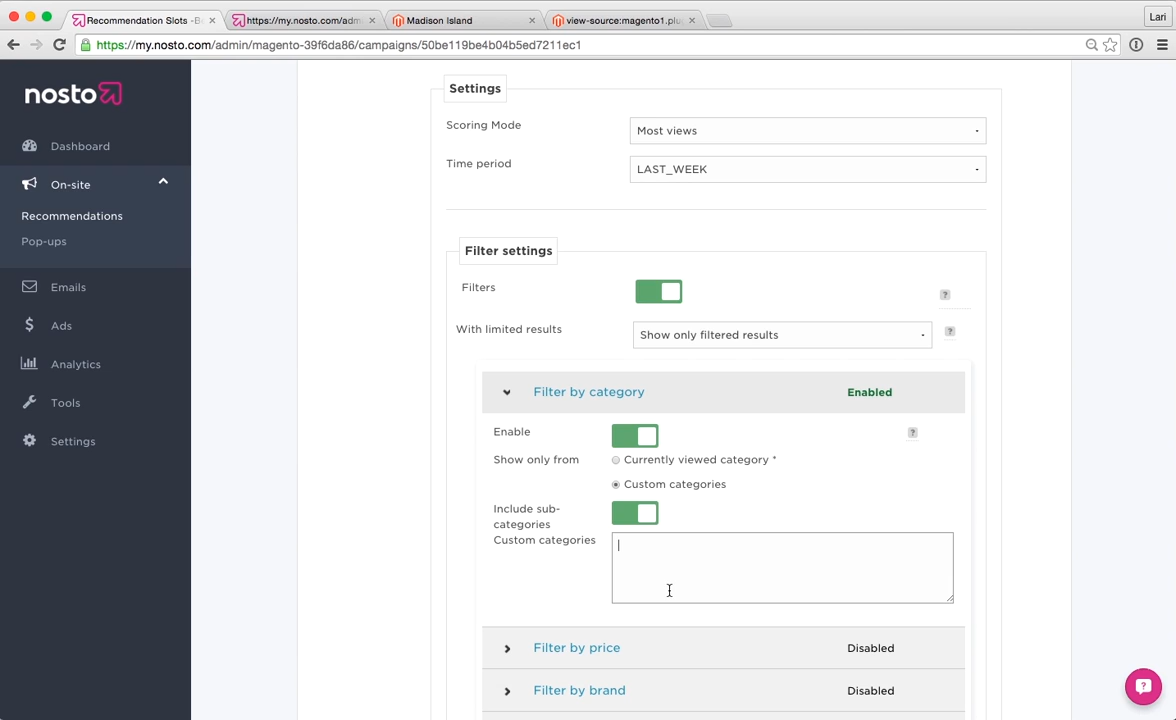 Recommendation Slots - B
https://my.nosto.com/adm
Madison Island
view-source:magento1.plu
Lari
https://my.nosto.com/admin/magento-39f6da86/campaigns/50be119be4b04b5ed7211ec1
nosto
Dashboard
On-site
Recommendations
Pop-ups
Emails
Ads
Analytics
Tools
Settings
Settings
Scoring Mode
Most views
Time period
LAST_WEEK
Filter settings
Filters
?
With limited results
Show only filtered results
?
Filter by category
Enabled
Enable
?
Show only from
Currently viewed category *
Custom categories
Include sub-
categories
Custom categories
Filter by price
Disabled
Filter by brand
Disabled